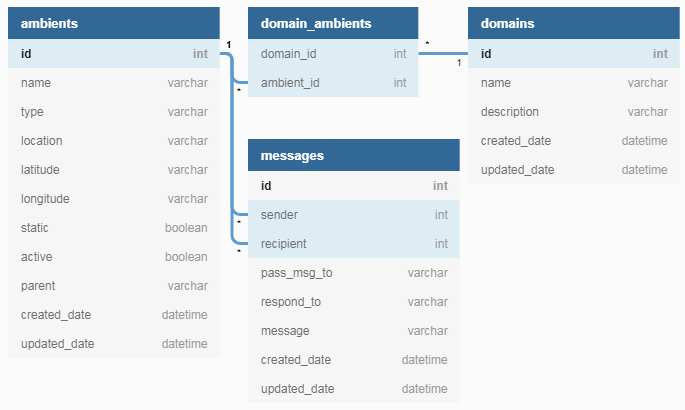 ambients
id int
name varchar
type varchar
location varchar
latitude varchar
longitude varchar
static boolean
active boolean
parent varchar
created_date datetime
updated_date datetime
1
*
*
*
domain_ambients
domain_id int
ambient_id int
*
1
messages
id int
sender int
recipient int
pass_msg_to varchar
respond_to varchar
message varchar
created_date datetime
updated_date datetime
domains
id int
name varchar
description varchar
created_date datetime
updated_date datetime